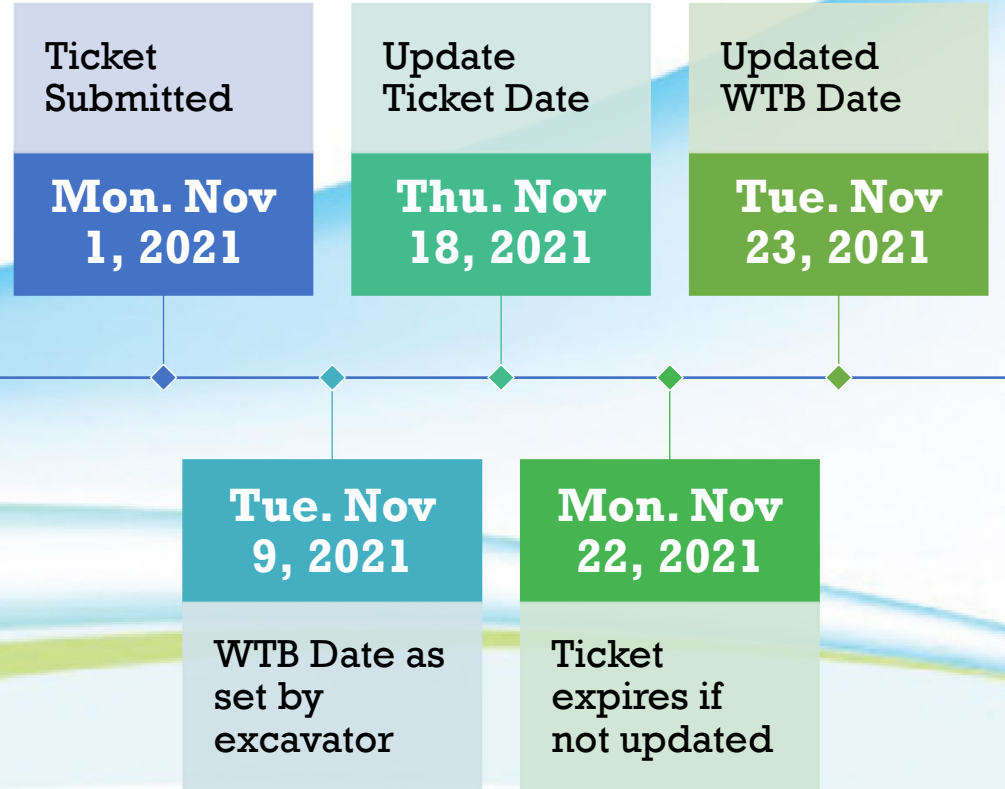 Ticket
Submitted
Mon. Nov
1, 2021
Update
Ticket Date
Thu. Nov
18, 2021
Updated
WTB Date
Tue. Nov
23, 2021
Tue. Nov
9, 2021
WTB Date as
set by
excavator
Mon. Nov
22, 2021
Ticket
expires if
not updated